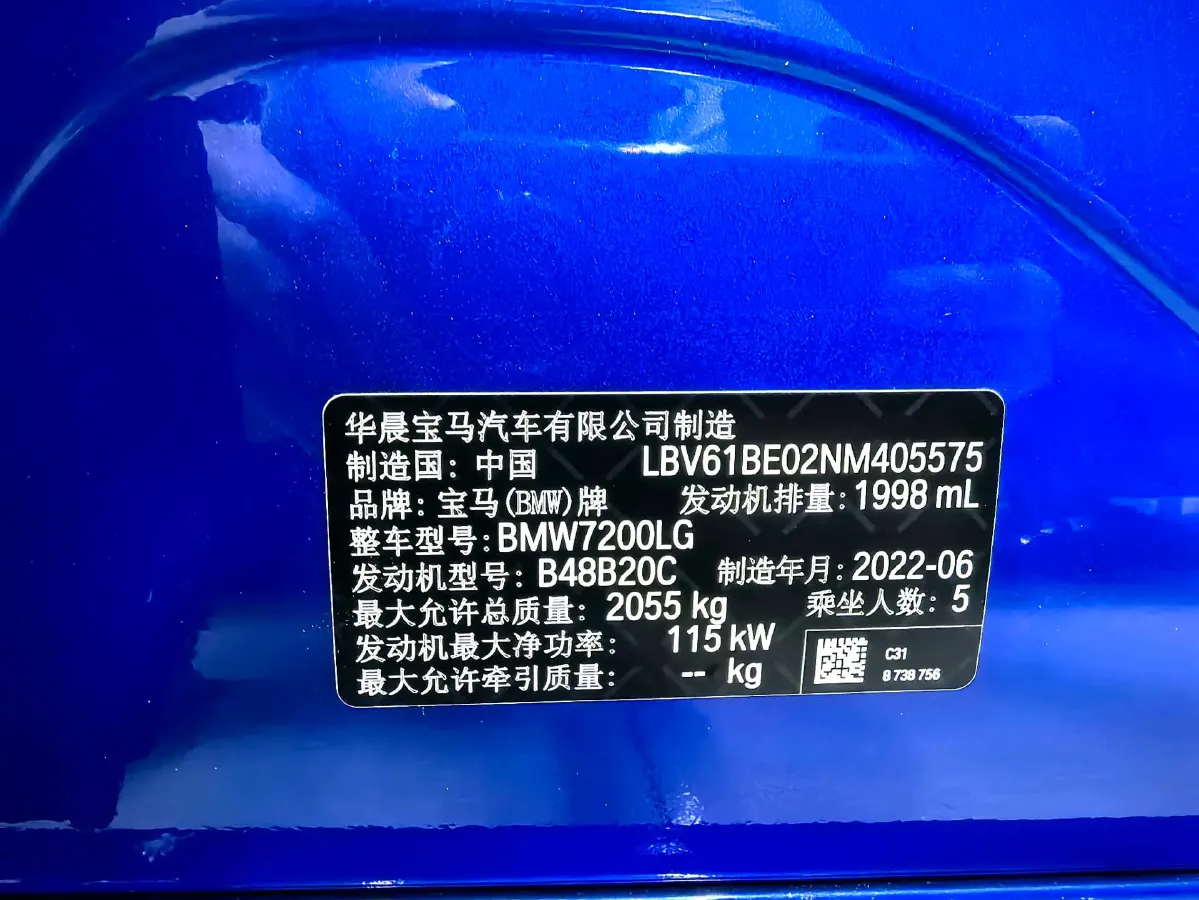 华晨宝马汽车有限公司制造
制造国：中国 LBV61BE02NM405575
品牌：宝马(BMW)牌 发动机排量：1998 mL
整车型号：BMW7200LG
发动机型号：B48B20C 制造年月：2022-06
最大允许总质量：2055 kg 乘坐人数：5
发动机最大净功率：115 kW
最大允许牵引质量：-- kg
C31
8 738 756